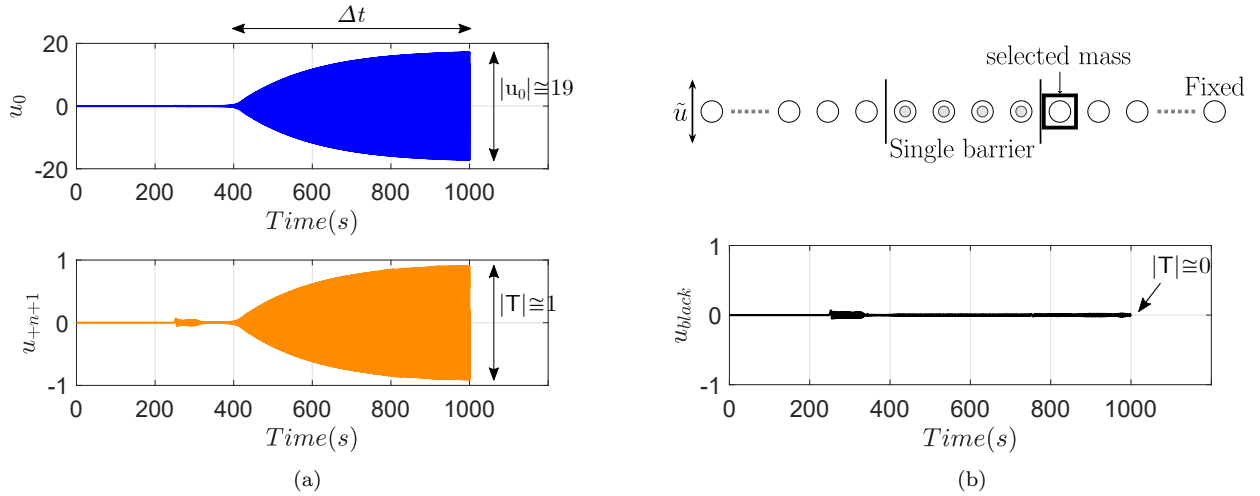 Δt
20
0
-20
u₀
|u₀|≅19
0 200 400 600 800 1000
Time(s)
1
0
-1
u₊ₙ₊₁
|T|≅1
0 200 400 600 800 1000
Time(s)
(a)
selected mass
Fixed
ũ
Single barrier
1
0
-1
u_black
|T|≅0
0 200 400 600 800 1000
Time(s)
(b)